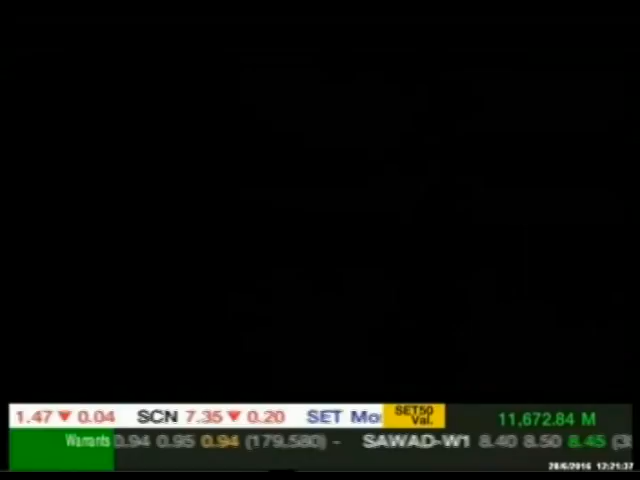 1.47 ▼ 0.04 SCN 7.35 ▼ 0.20 SET Mo
SET50 Val. 11,672.84 M
Warrants 0.94 0.95 0.94 (179,580) - SAWAD-W1 8.40 8.50 8.45
28/6/2016 12:21:37